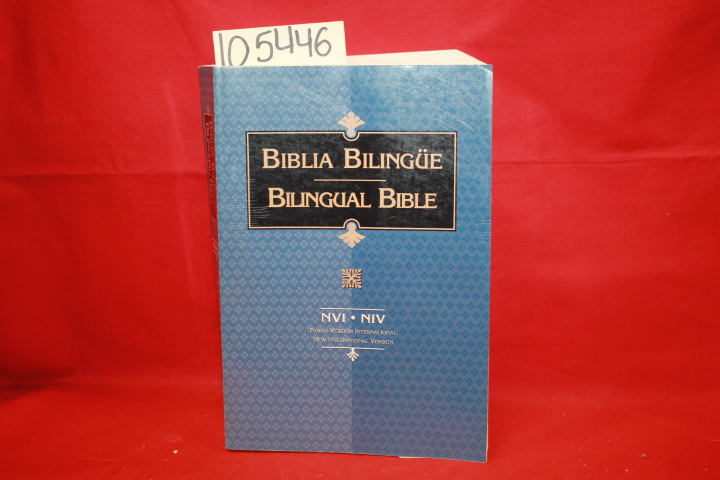 105446
BIBLIA BILINGÜE
BILINGUAL BIBLE
NVI • NIV
NUEVA VERSIÓN INTERNACIONAL
NEW INTERNATIONAL VERSION